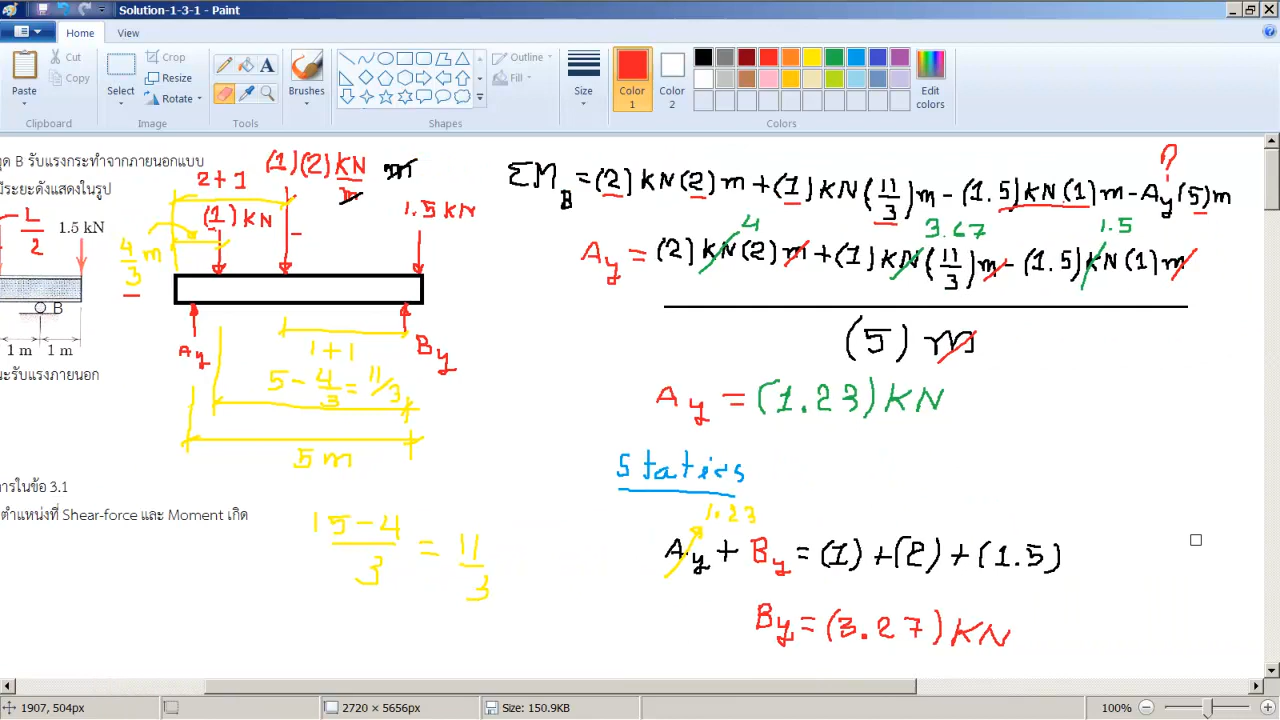 Solution-1-3-1 - Paint
Home View
Paste
Cut
Copy
Clipboard
Select
Crop
Resize
Rotate
Image
Tools
Brushes
Shapes
Outline
Fill
Size
Color 1
Color 2
Edit colors
Colors
ุด B รับแรงกระทำจากภายนอกแบบ
มีระยะดังแสดงในรูป
L/2
1.5 kN
B
1 m 1 m
นะรับแรงภายนอก
การในข้อ 3.1
ตำแหน่งที่ Shear-force และ Moment เกิด
2+1
(1)(2) KN/m m
(1) KN
1.5 KN
4/3 m
Ay
By
1+1
5 - 4/3 = 11/3
5 m
15-4/3 = 11/3
?
ΣM_B = (2) KN (2) m + (1) KN (11/3) m - (1.5) KN (1) m - Ay (5) m
4 3.67 1.5
Ay = (2) KN (2) m + (1) KN (11/3) m - (1.5) KN (1) m
(5) m
Ay = (1.23) KN
Statics
1.23
Ay + By = (1) + (2) + (1.5)
By = (3.27) KN
1907, 504px
2720 × 5656px
Size: 150.9KB
100%